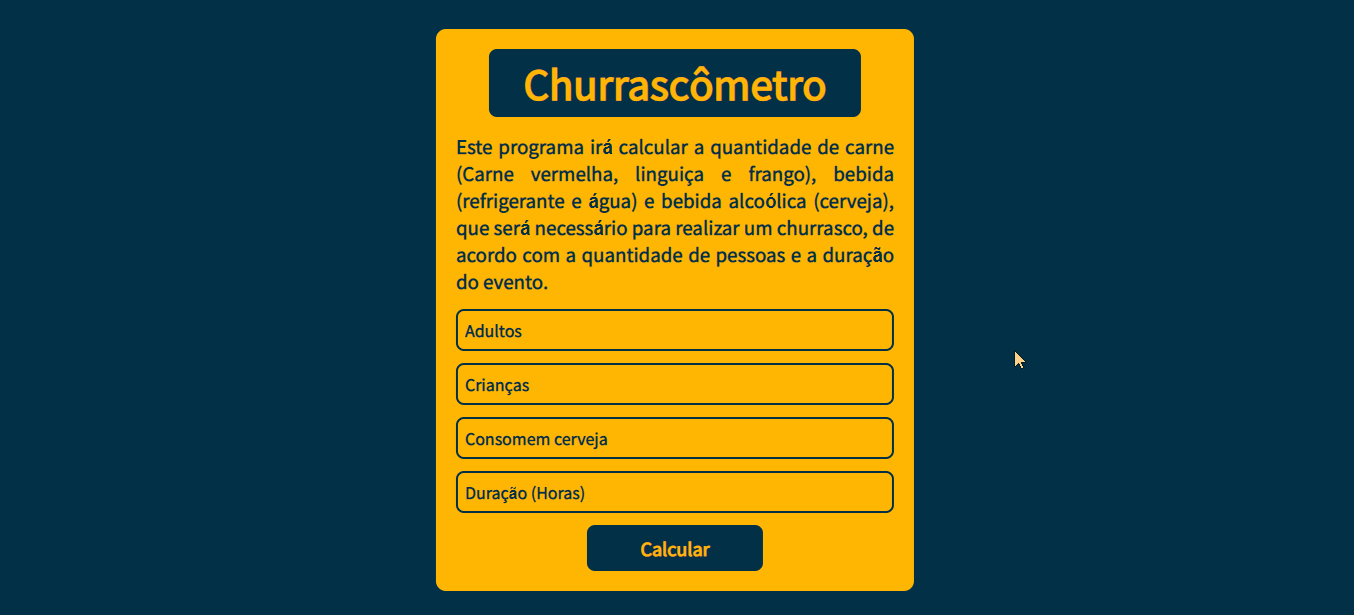 Churrascômetro
Este programa irá calcular a quantidade de carne
(Carne vermelha, linguiça e frango), bebida
(refrigerante e água) e bebida alcoólica (cerveja),
que será necessário para realizar um churrasco, de
acordo com a quantidade de pessoas e a duração
do evento.
Adultos
Crianças
Consomem cerveja
Duração (Horas)
Calcular